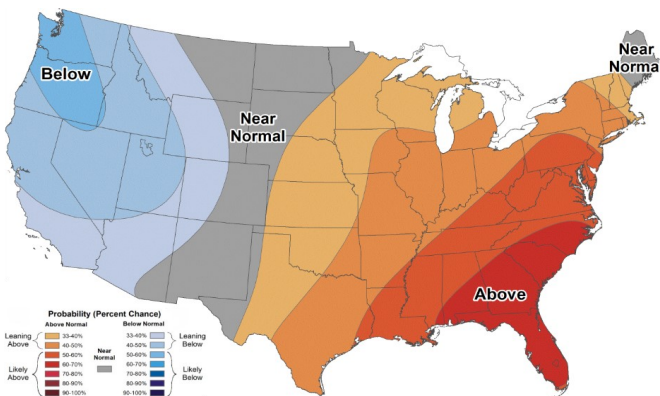 Below
Near
Normal
Near
Norma
Above
Probability (Percent Chance)
Above Normal
Below Normal
Leaning
Above
33-40%
40-50%
Likely
Above
50-60%
60-70%
70-80%
80-90%
90-100%
Near
Normal
33-40%
40-50%
Leaning
Below
50-60%
60-70%
70-80%
80-90%
90-100%
Likely
Below